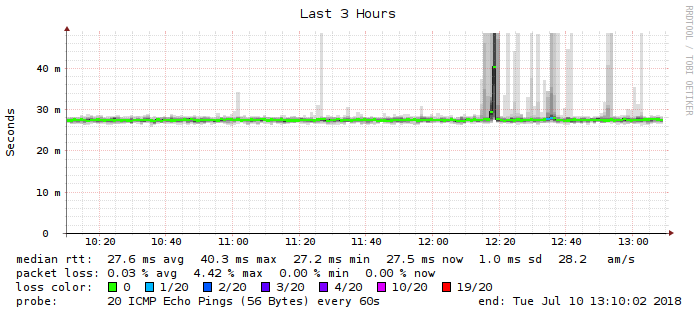 Last 3 Hours
RRDTOOL / TOBI OETIKER
Seconds
40 m
30 m
20 m
10 m
0
10:20 10:40 11:00 11:20 11:40 12:00 12:20 12:40 13:00
median rtt: 27.6 ms avg 40.3 ms max 27.2 ms min 27.5 ms now 1.0 ms sd 28.2 am/s
packet loss: 0.03 % avg 4.42 % max 0.00 % min 0.00 % now
loss color: 0 1/20 2/20 3/20 4/20 10/20 19/20
probe: 20 ICMP Echo Pings (56 Bytes) every 60s end: Tue Jul 10 13:10:02 2018